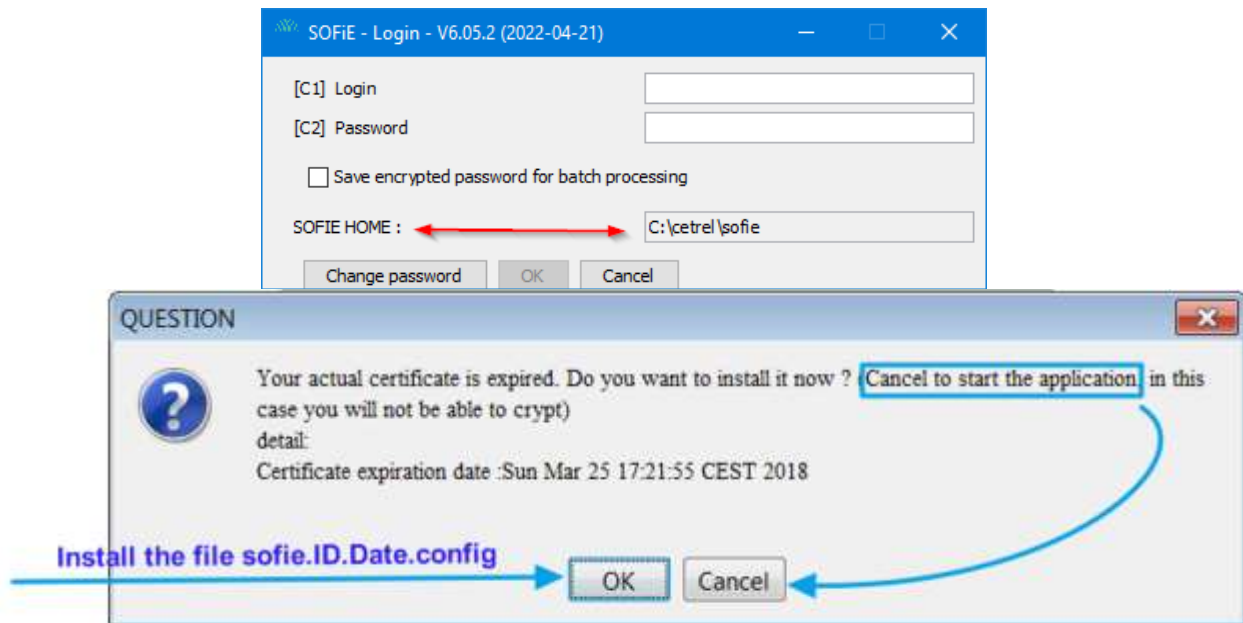 SOFiE - Login - V6.05.2 (2022-04-21)
[C1] Login
[C2] Password
Save encrypted password for batch processing
SOFIE HOME :
C:\cetrel\sofie
Change password
OK
Cancel
QUESTION
Your actual certificate is expired. Do you want to install it now ? (Cancel to start the application, in this
case you will not be able to crypt)
detail:
Certificate expiration date :Sun Mar 25 17:21:55 CEST 2018
Install the file sofie.ID.Date.config
OK
Cancel